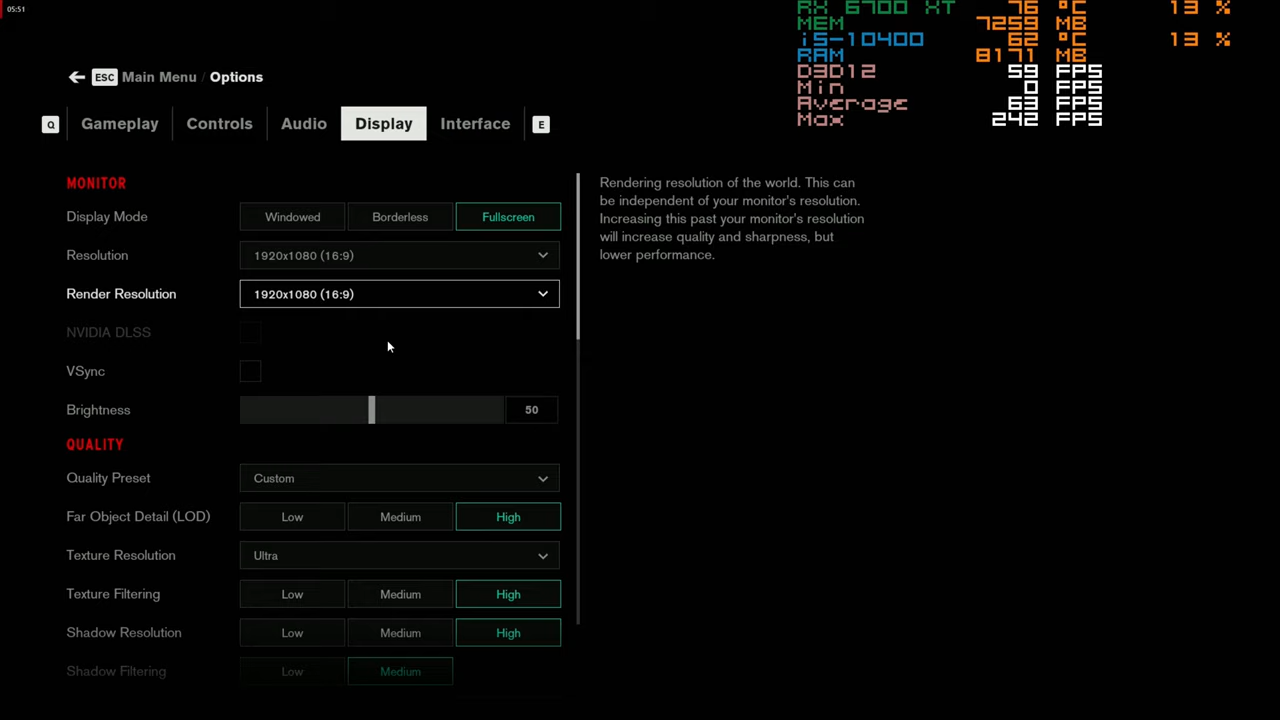 05:51
RX 6700 XT 76 °C 13 %
MEM 7259 MB
i5-10400 62 °C 13 %
RAM 8171 MB
D3D12 59 FPS
Min 0 FPS
Average 63 FPS
Max 242 FPS
ESC Main Menu / Options
Q Gameplay Controls Audio Display Interface E
MONITOR
Display Mode Windowed Borderless Fullscreen
Resolution 1920x1080 (16:9)
Render Resolution 1920x1080 (16:9)
NVIDIA DLSS
VSync
Brightness 50
QUALITY
Quality Preset Custom
Far Object Detail (LOD) Low Medium High
Texture Resolution Ultra
Texture Filtering Low Medium High
Shadow Resolution Low Medium High
Shadow Filtering Low Medium
Rendering resolution of the world. This can
be independent of your monitor's resolution.
Increasing this past your monitor's resolution
will increase quality and sharpness, but
lower performance.